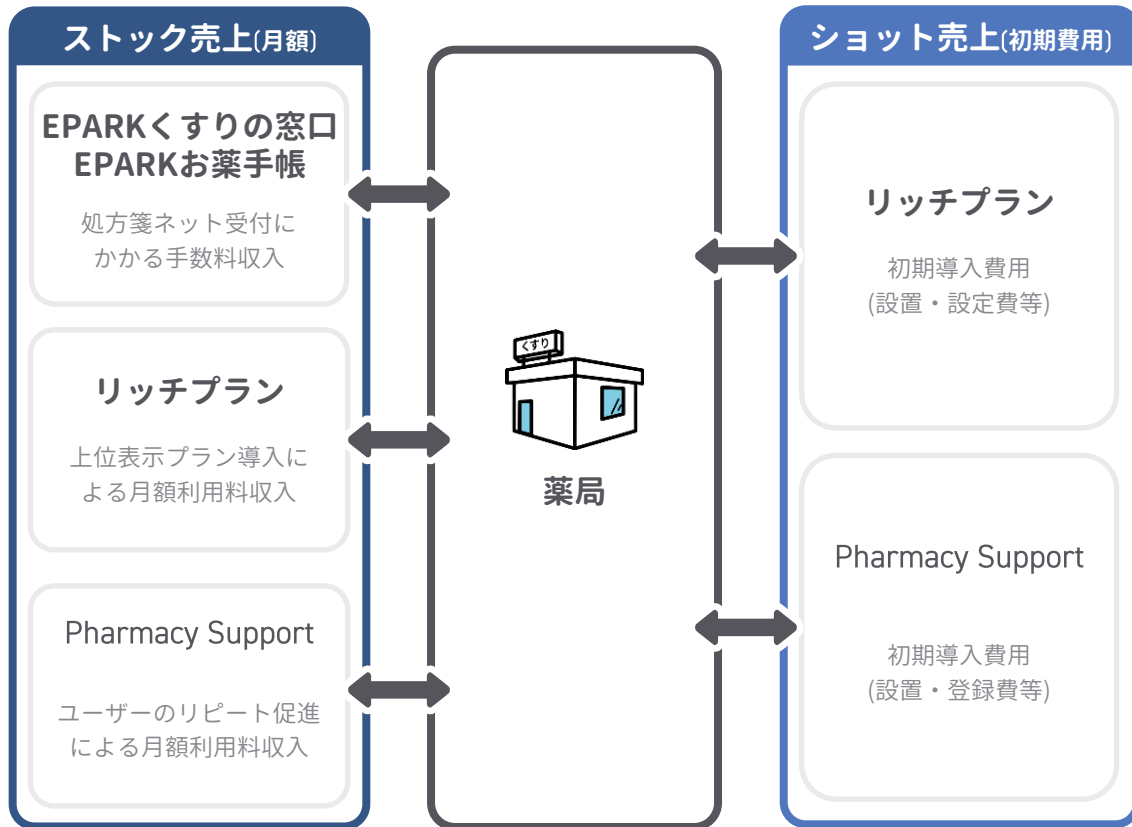 ストック売上(月額)
EPARKくすりの窓口
EPARKお薬手帳
処方箋ネット受付に
かかる手数料収入
リッチプラン
上位表示プラン導入に
よる月額利用料収入
Pharmacy Support
ユーザーのリピート促進
による月額利用料収入
くすり
薬局
ショット売上(初期費用)
リッチプラン
初期導入費用
(設置・設定費等)
Pharmacy Support
初期導入費用
(設置・登録費等)